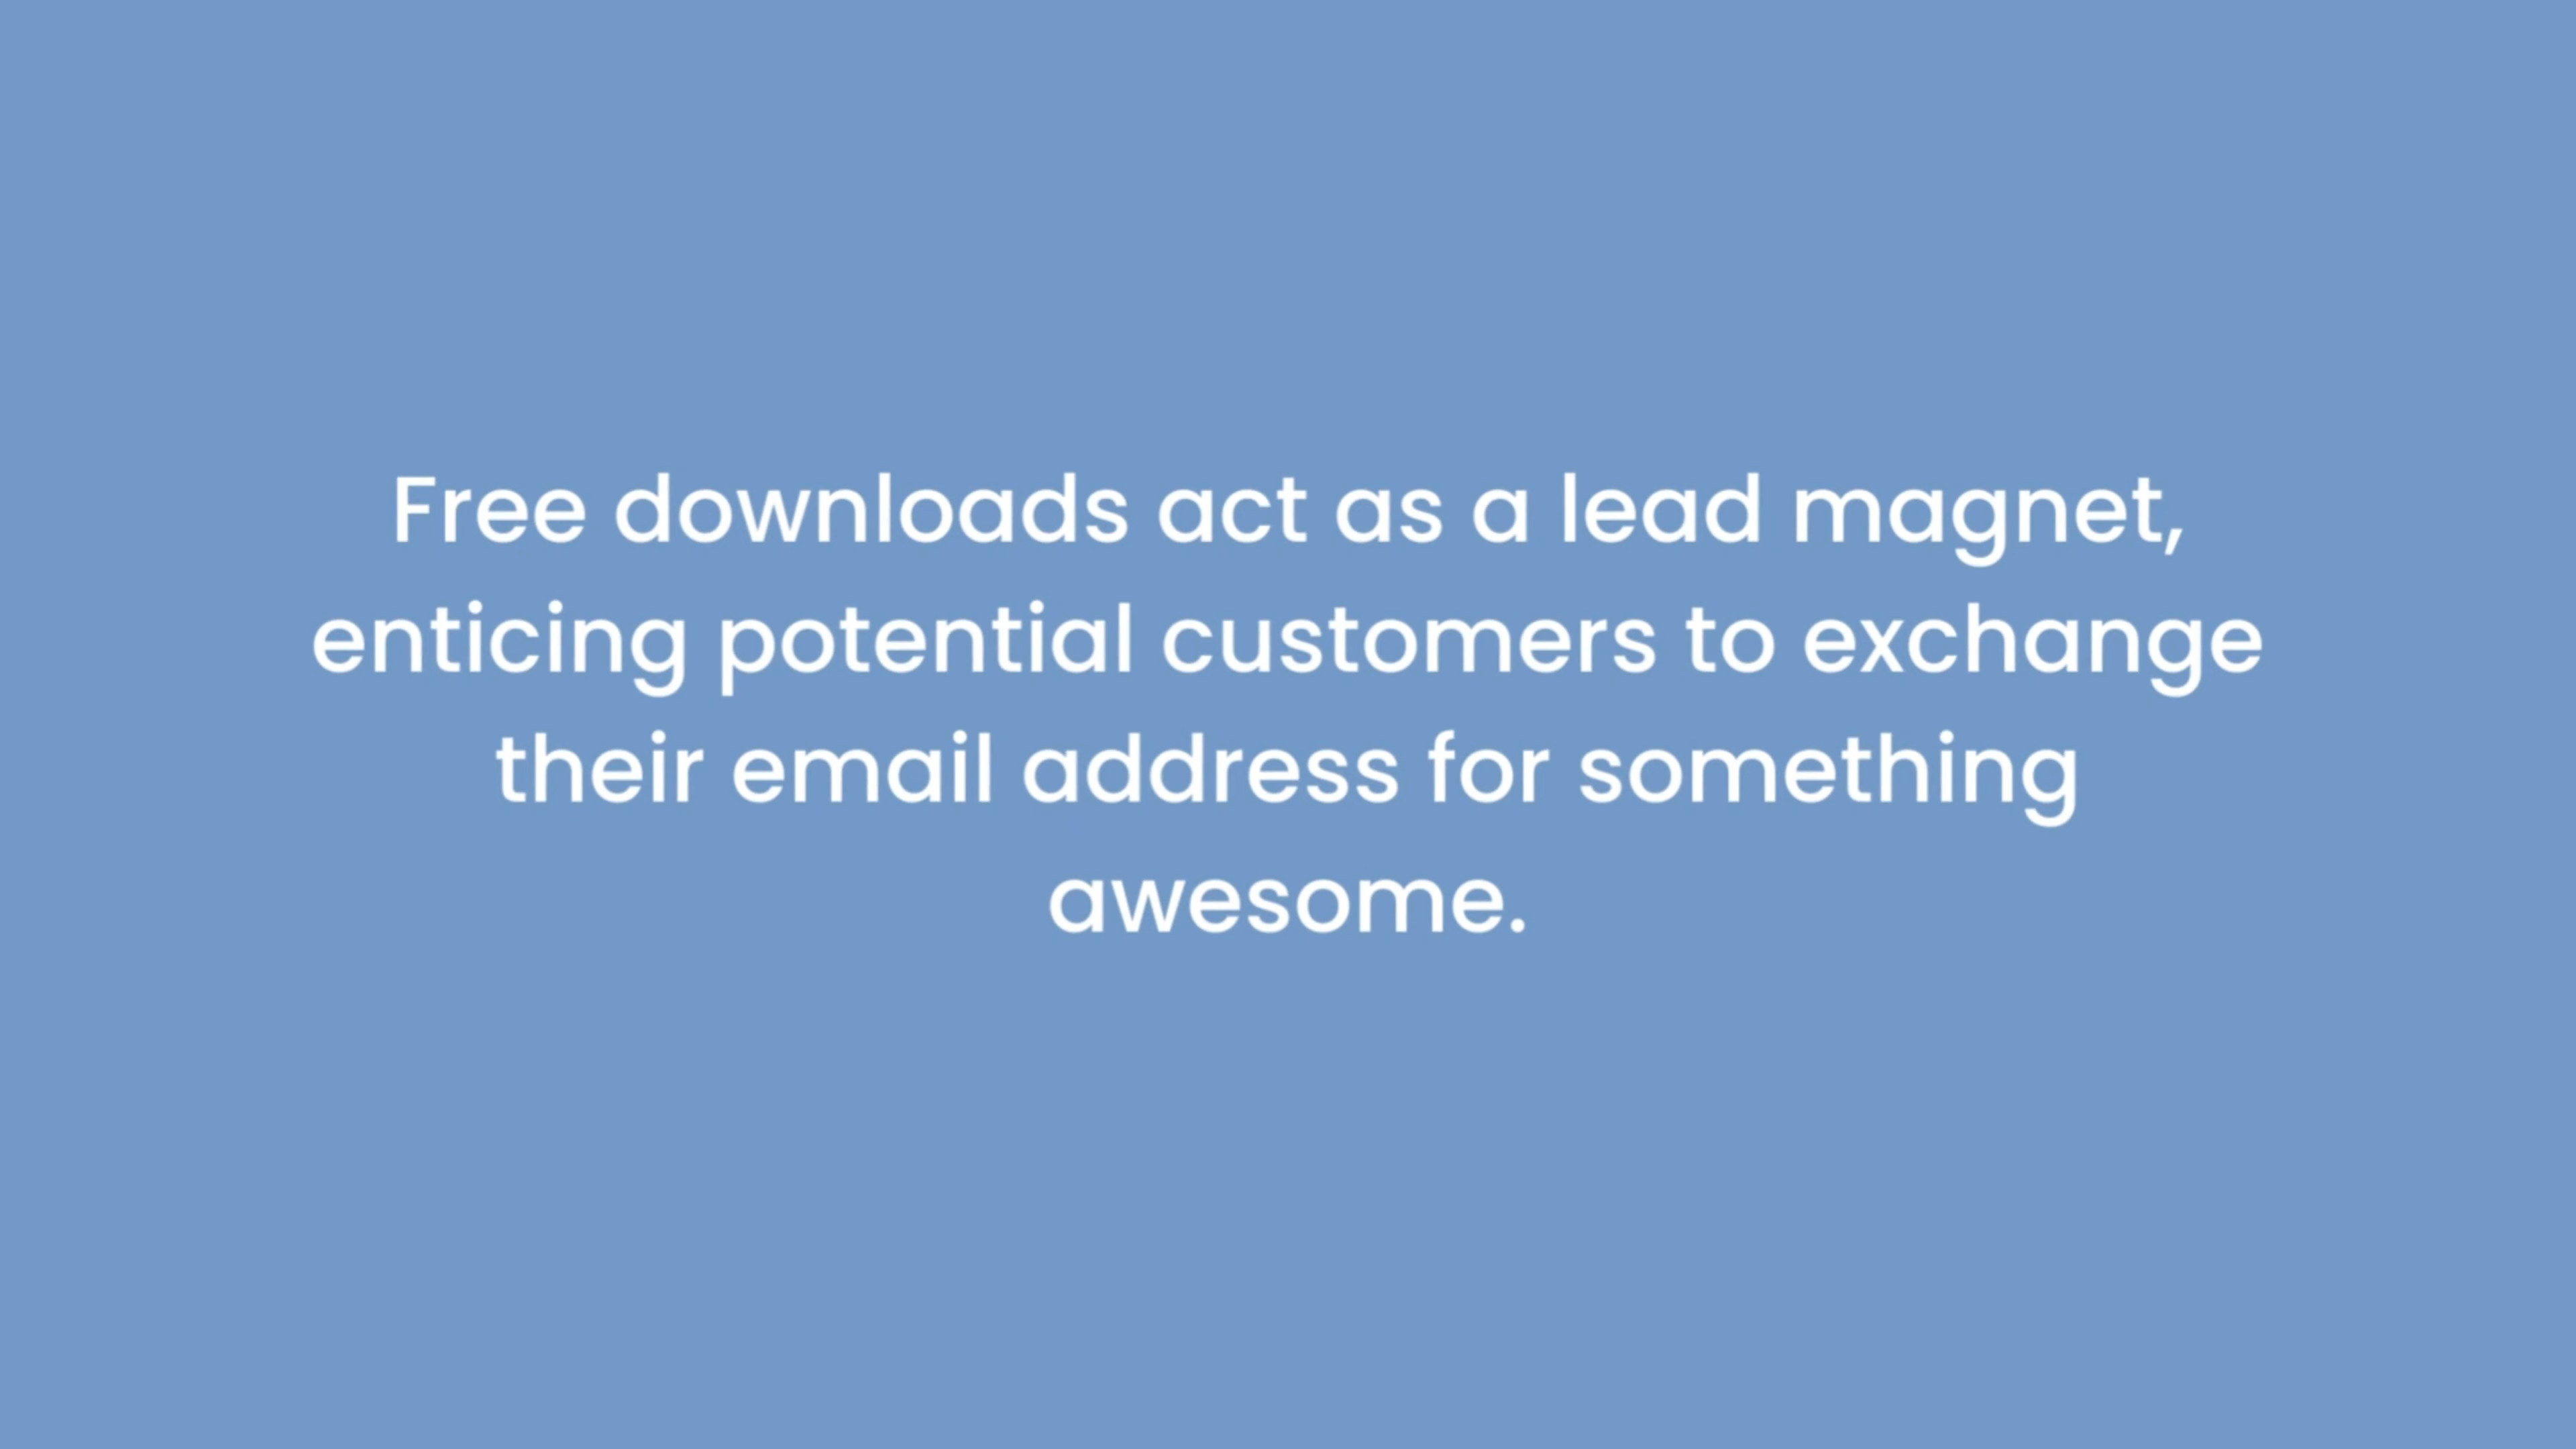 Free downloads act as a lead magnet,
enticing potential customers to exchange
their email address for something
awesome.